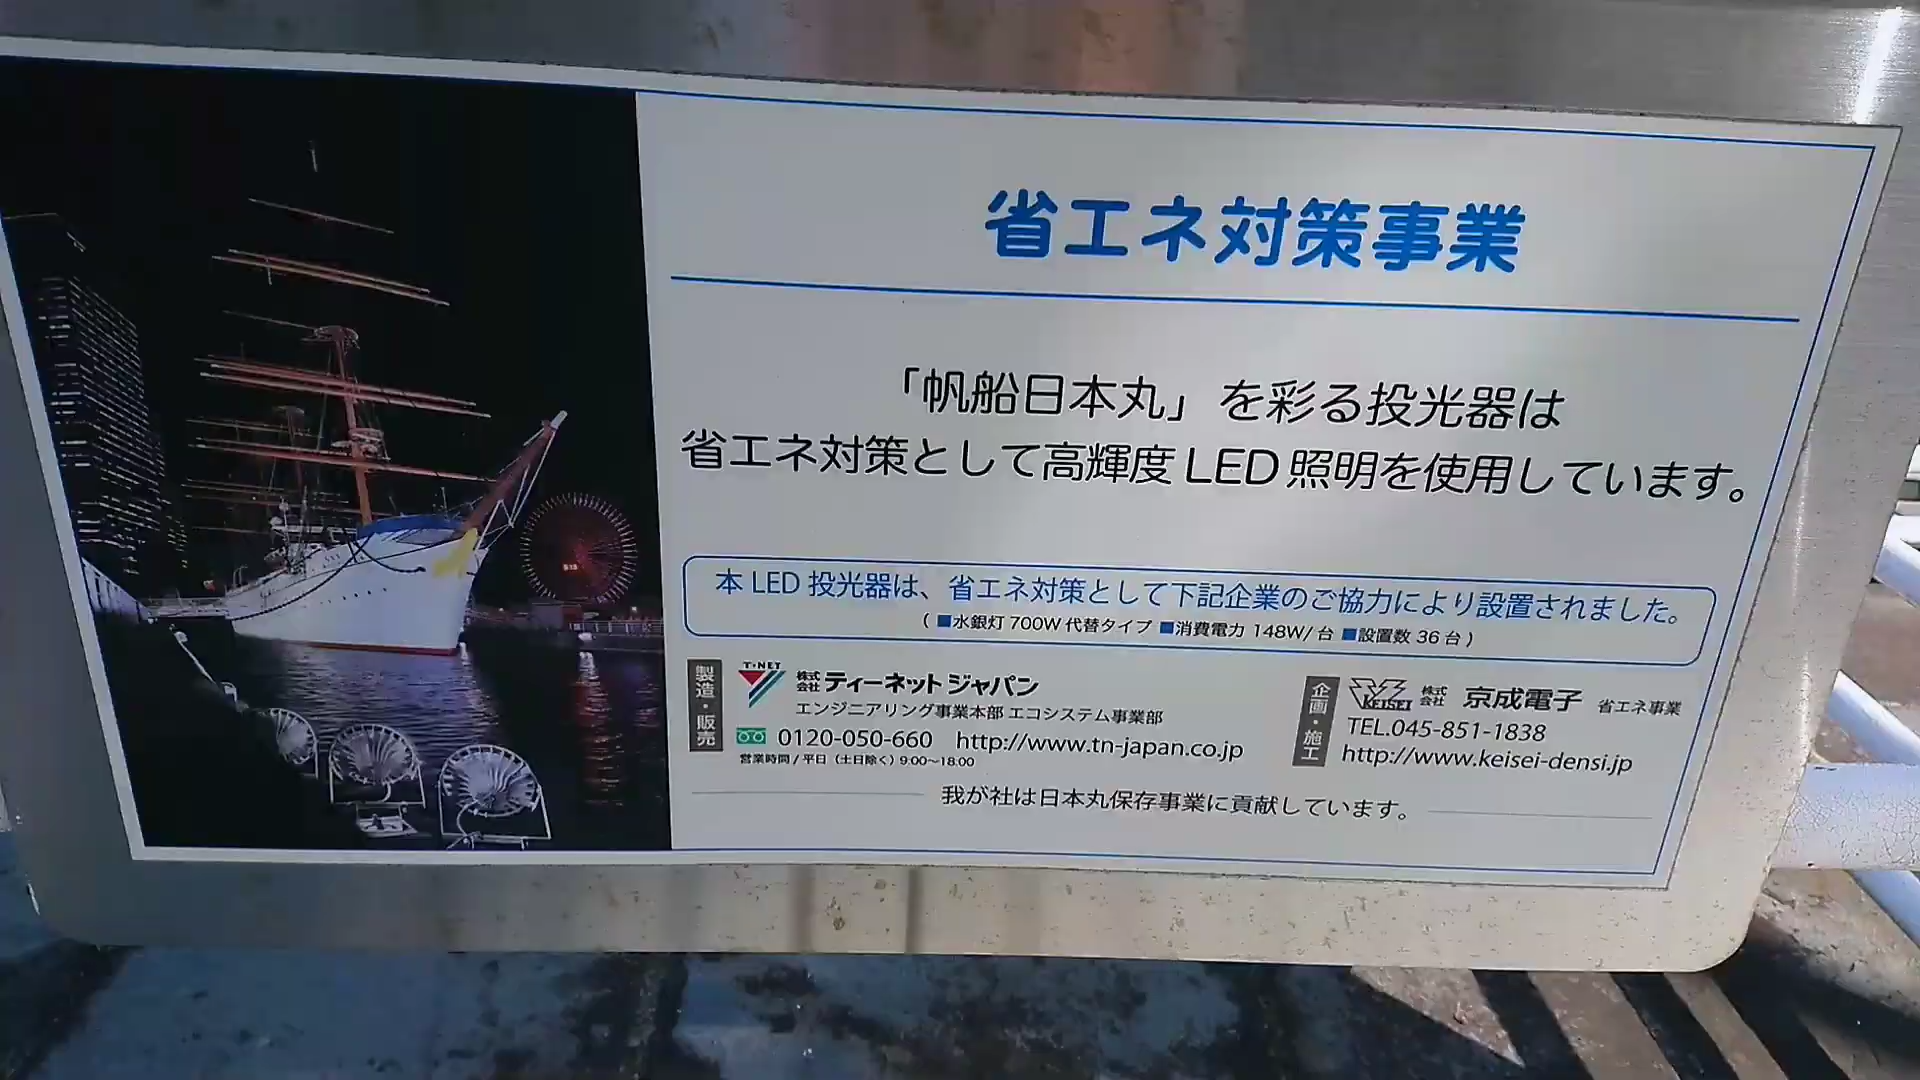 省エネ対策事業
「帆船日本丸」を彩る投光器は
省エネ対策として高輝度LED照明を使用しています。
本LED投光器は、省エネ対策として下記企業のご協力により設置されました。
( ■水銀灯 700W 代替タイプ ■消費電力 148W/台 ■設置数 36台 )
製造・販売
T・NET
株式会社 ティーネットジャパン
エンジニアリング事業本部 エコシステム事業部
0120-050-660 http://www.tn-japan.co.jp
営業時間/平日(土日除く)9:00～18:00
企画・施工
KEISEI
株式会社 京成電子 省エネ事業
TEL.045-851-1838
http://www.keisei-densi.jp
我が社は日本丸保存事業に貢献しています。